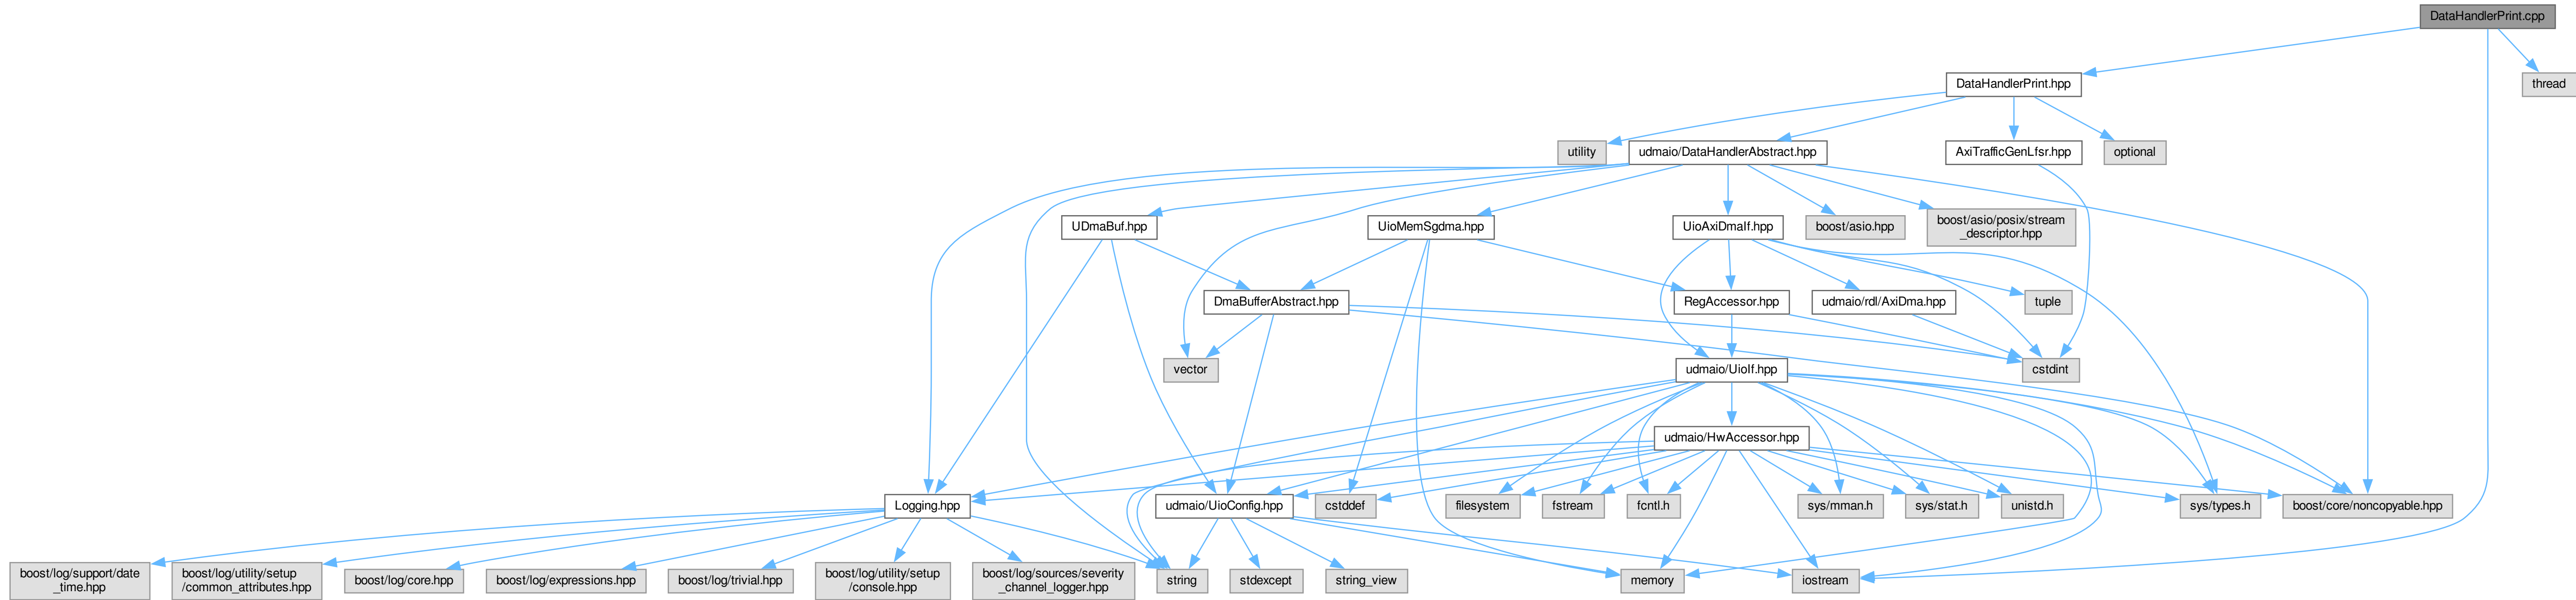 DataHandlerPrint.cpp
DataHandlerPrint.hpp
thread
utility
udmaio/DataHandlerAbstract.hpp
AxiTrafficGenLfsr.hpp
optional
UDmaBuf.hpp
UioMemSgdma.hpp
UioAxiDmaIf.hpp
boost/asio.hpp
boost/asio/posix/stream
_descriptor.hpp
DmaBufferAbstract.hpp
RegAccessor.hpp
udmaio/rdl/AxiDma.hpp
tuple
vector
udmaio/UioIf.hpp
cstdint
udmaio/HwAccessor.hpp
Logging.hpp
udmaio/UioConfig.hpp
cstddef
filesystem
fstream
fcntl.h
sys/mman.h
sys/stat.h
unistd.h
sys/types.h
boost/core/noncopyable.hpp
boost/log/support/date
_time.hpp
boost/log/utility/setup
/common_attributes.hpp
boost/log/core.hpp
boost/log/expressions.hpp
boost/log/trivial.hpp
boost/log/utility/setup
/console.hpp
boost/log/sources/severity
_channel_logger.hpp
string
stdexcept
string_view
memory
iostream